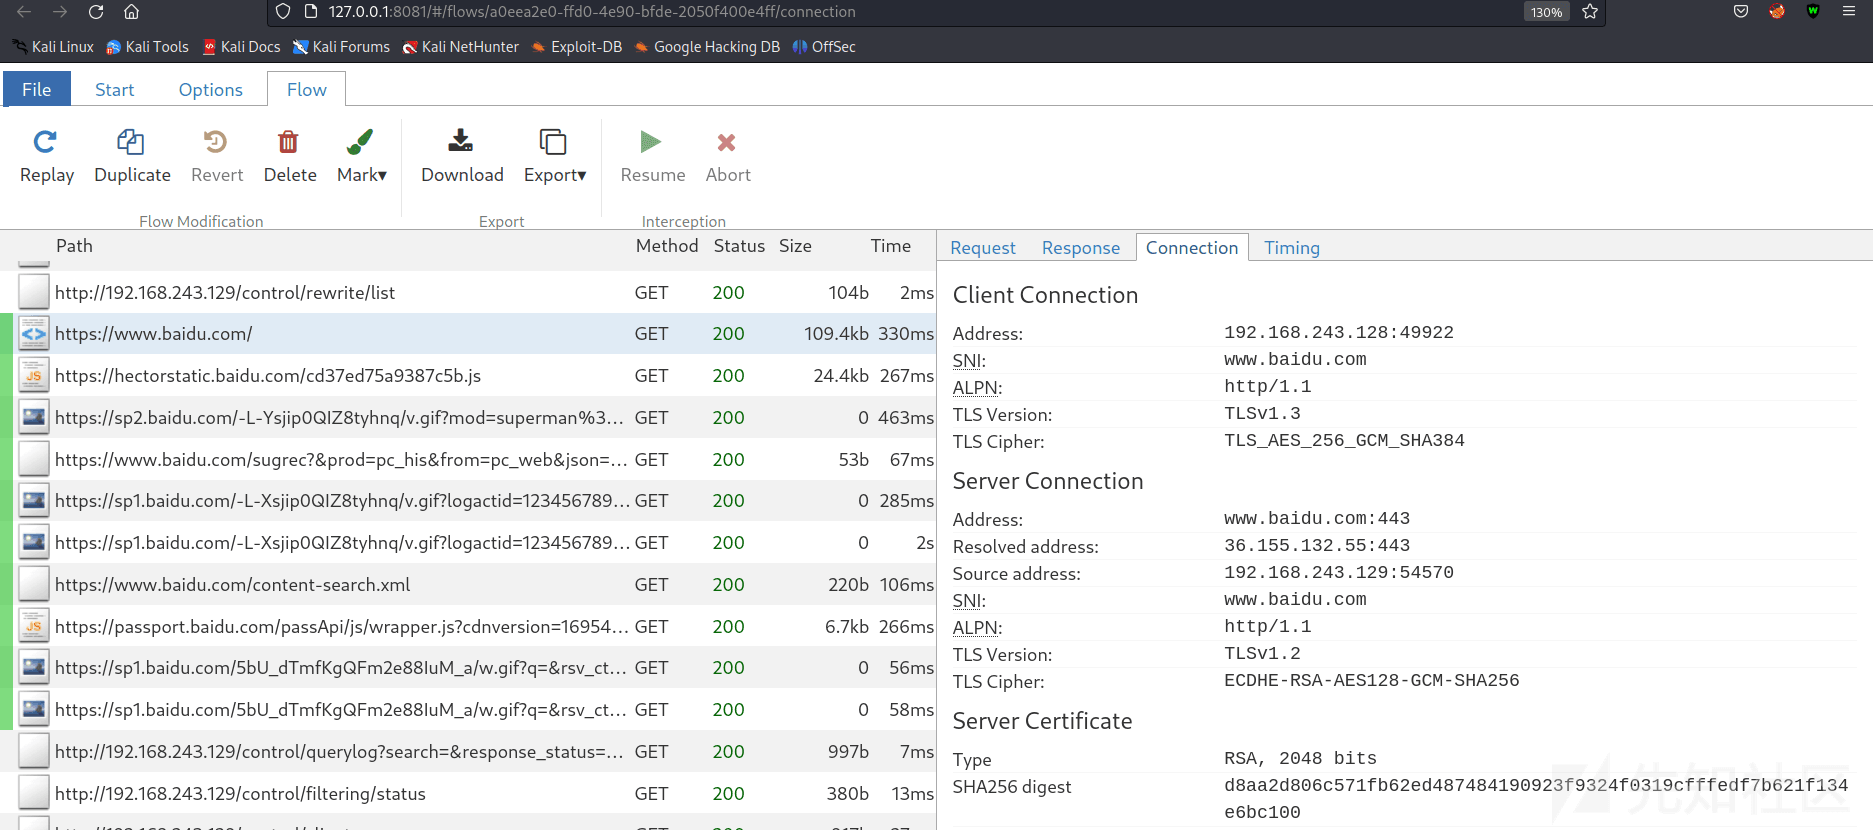 127.0.0.1:8081/#/flows/a0eea2e0-ffd0-4e90-bfde-2050f400e4ff/connection 130%
Kali Linux Kali Tools Kali Docs Kali Forums Kali NetHunter Exploit-DB Google Hacking DB OffSec
File Start Options Flow
Replay Duplicate Revert Delete Mark▾ Download Export▾ Resume Abort
Flow Modification Export Interception
Path Method Status Size Time
http://192.168.243.129/control/rewrite/list GET 200 104b 2ms
https://www.baidu.com/ GET 200 109.4kb 330ms
https://hectorstatic.baidu.com/cd37ed75a9387c5b.js GET 200 24.4kb 267ms
https://sp2.baidu.com/-L-Ysjip0QIZ8tyhnq/v.gif?mod=superman%3... GET 200 0 463ms
https://www.baidu.com/sugrec?&prod=pc_his&from=pc_web&json=... GET 200 53b 67ms
https://sp1.baidu.com/-L-Xsjip0QIZ8tyhnq/v.gif?logactid=123456789... GET 200 0 285ms
https://sp1.baidu.com/-L-Xsjip0QIZ8tyhnq/v.gif?logactid=123456789... GET 200 0 2s
https://www.baidu.com/content-search.xml GET 200 220b 106ms
https://passport.baidu.com/passApi/js/wrapper.js?cdnversion=16954... GET 200 6.7kb 266ms
https://sp1.baidu.com/5bU_dTmfKgQFm2e88IuM_a/w.gif?q=&rsv_ct... GET 200 0 56ms
https://sp1.baidu.com/5bU_dTmfKgQFm2e88IuM_a/w.gif?q=&rsv_ct... GET 200 0 58ms
http://192.168.243.129/control/querylog?search=&response_status=... GET 200 997b 7ms
http://192.168.243.129/control/filtering/status GET 200 380b 13ms
Request Response Connection Timing
Client Connection
Address: 192.168.243.128:49922
SNI: www.baidu.com
ALPN: http/1.1
TLS Version: TLSv1.3
TLS Cipher: TLS_AES_256_GCM_SHA384
Server Connection
Address: www.baidu.com:443
Resolved address: 36.155.132.55:443
Source address: 192.168.243.129:54570
SNI: www.baidu.com
ALPN: http/1.1
TLS Version: TLSv1.2
TLS Cipher: ECDHE-RSA-AES128-GCM-SHA256
Server Certificate
Type RSA, 2048 bits
SHA256 digest d8aa2d806c571fb62ed487484190923f9324f0319cfffedf7b621f134
e6bc100
先知社区